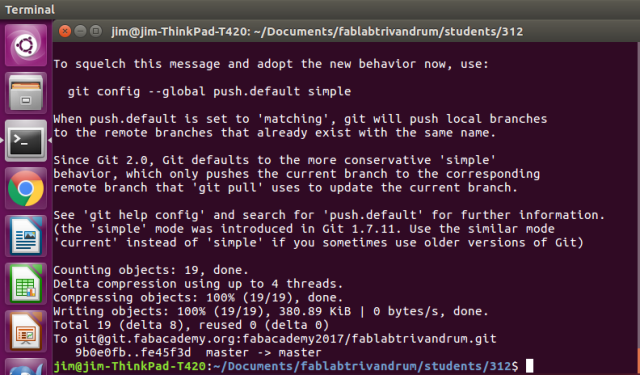 Terminal
jim@jim-ThinkPad-T420: ~/Documents/fablabtrivandrum/students/312
To squelch this message and adopt the new behavior now, use:
git config --global push.default simple
When push.default is set to 'matching', git will push local branches
to the remote branches that already exist with the same name.
Since Git 2.0, Git defaults to the more conservative 'simple'
behavior, which only pushes the current branch to the corresponding
remote branch that 'git pull' uses to update the current branch.
See 'git help config' and search for 'push.default' for further information.
(the 'simple' mode was introduced in Git 1.7.11. Use the similar mode
'current' instead of 'simple' if you sometimes use older versions of Git)
Counting objects: 19, done.
Delta compression using up to 4 threads.
Compressing objects: 100% (19/19), done.
Writing objects: 100% (19/19), 380.89 KiB | 0 bytes/s, done.
Total 19 (delta 8), reused 0 (delta 0)
To git@git.fabacademy.org:fabacademy2017/fablabtrivandrum.git
9b0e0fb..fe45f3d  master -> master
jim@jim-ThinkPad-T420:~/Documents/fablabtrivandrum/students/312$